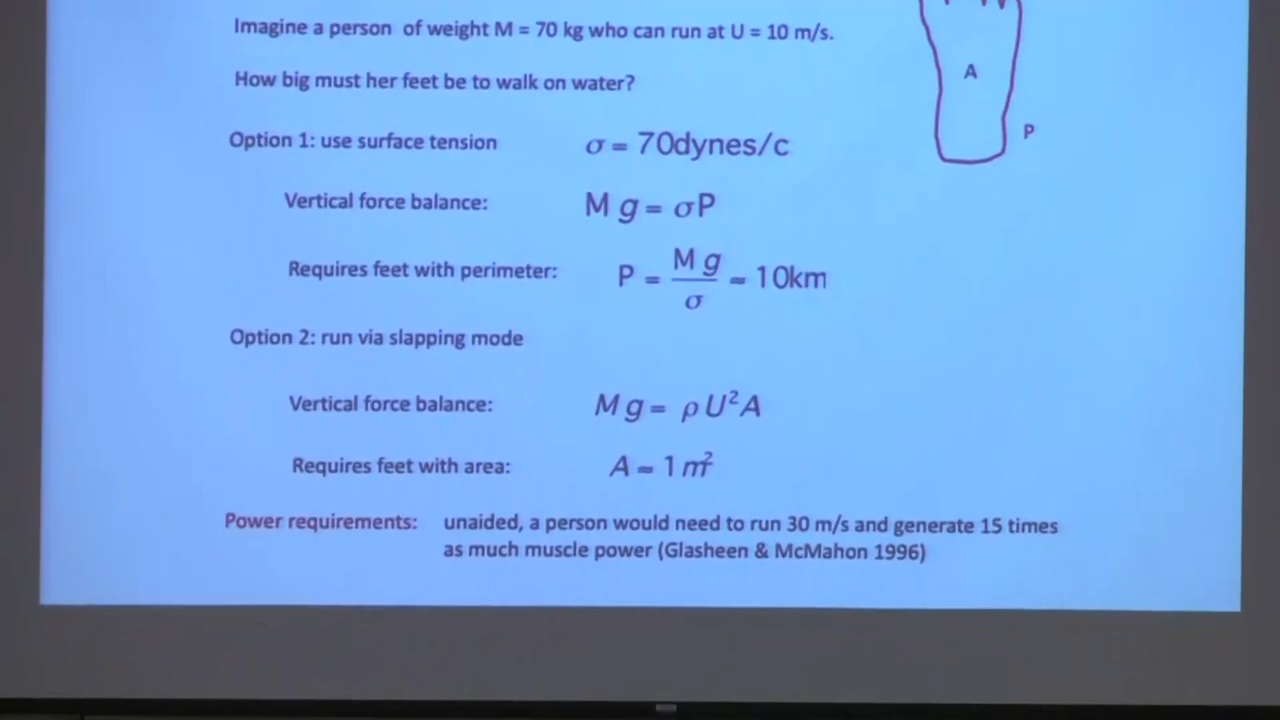 Imagine a person of weight M = 70 kg who can run at U = 10 m/s.
How big must her feet be to walk on water?
A
P
Option 1: use surface tension σ = 70dynes/c
Vertical force balance: M g = σP
Requires feet with perimeter: P = M g / σ ~ 10km
Option 2: run via slapping mode
Vertical force balance: M g = ρ U² A
Requires feet with area: A ~ 1 m²
Power requirements: unaided, a person would need to run 30 m/s and generate 15 times
as much muscle power (Glasheen & McMahon 1996)